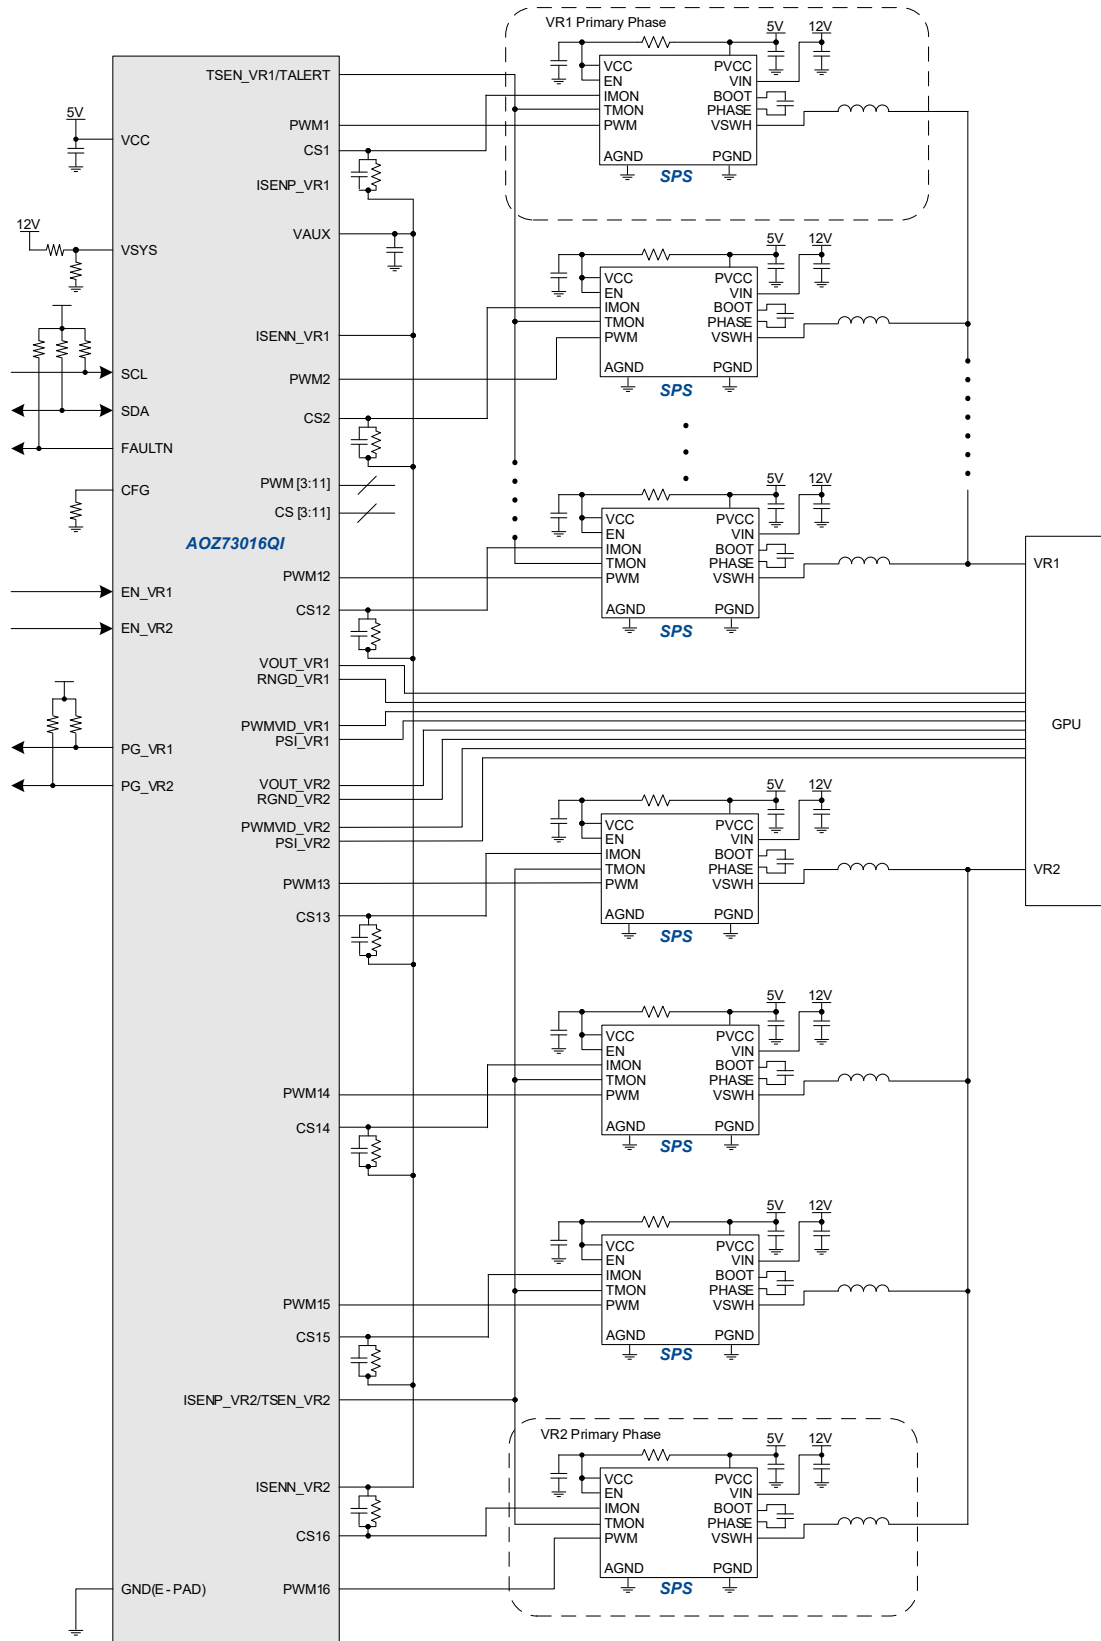 VR1 Primary Phase
5V
12V
TSEN_VR1/TALERT
VCC
EN
IMON
TMON
PWM
AGND
PVCC
VIN
BOOT
PHASE
VSWH
PGND
SPS
5V
VCC
PWM1
CS1
ISENP_VR1
VAUX
12V
VSYS
5V
12V
VCC
EN
IMON
TMON
PWM
AGND
PVCC
VIN
BOOT
PHASE
VSWH
PGND
SPS
ISENN_VR1
PWM2
CS2
SCL
SDA
FAULTN
CFG
PWM [3:11]
CS [3:11]
AOZ73016QI
5V
12V
VCC
EN
IMON
TMON
PWM
AGND
PVCC
VIN
BOOT
PHASE
VSWH
PGND
SPS
PWM12
CS12
EN_VR1
EN_VR2
VR1
GPU
VR2
VOUT_VR1
RNGD_VR1
PWMVID_VR1
PSI_VR1
PG_VR1
PG_VR2
VOUT_VR2
RGND_VR2
PWMVID_VR2
PSI_VR2
5V
12V
VCC
EN
IMON
TMON
PWM
AGND
PVCC
VIN
BOOT
PHASE
VSWH
PGND
SPS
PWM13
CS13
5V
12V
VCC
EN
IMON
TMON
PWM
AGND
PVCC
VIN
BOOT
PHASE
VSWH
PGND
SPS
PWM14
CS14
5V
12V
VCC
EN
IMON
TMON
PWM
AGND
PVCC
VIN
BOOT
PHASE
VSWH
PGND
SPS
PWM15
CS15
ISENP_VR2/TSEN_VR2
VR2 Primary Phase
5V
12V
VCC
EN
IMON
TMON
PWM
AGND
PVCC
VIN
BOOT
PHASE
VSWH
PGND
SPS
ISENN_VR2
CS16
GND(E-PAD)
PWM16